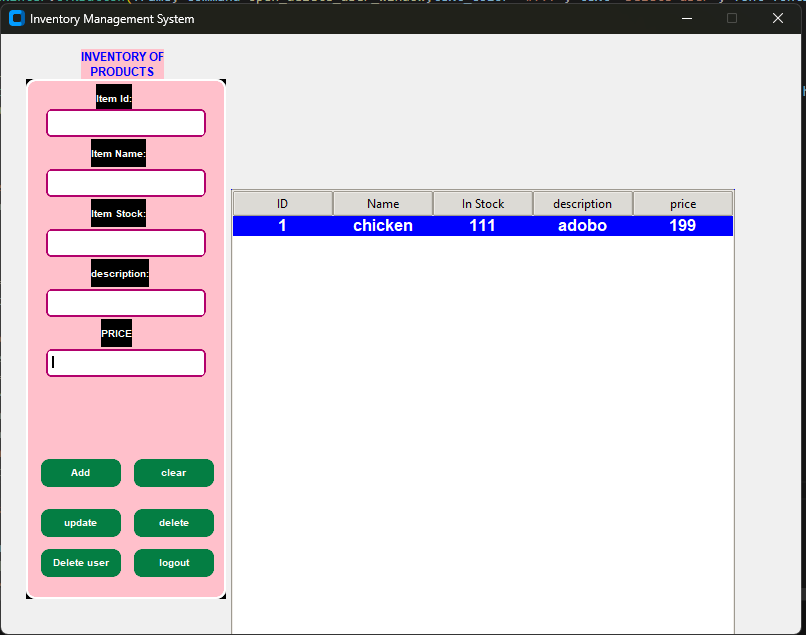 Inventory Management System
INVENTORY OF
PRODUCTS
Item Id:
Item Name:
Item Stock:
description:
PRICE
Add
clear
update
delete
Delete user
logout
ID
Name
In Stock
description
price
1
chicken
111
adobo
199